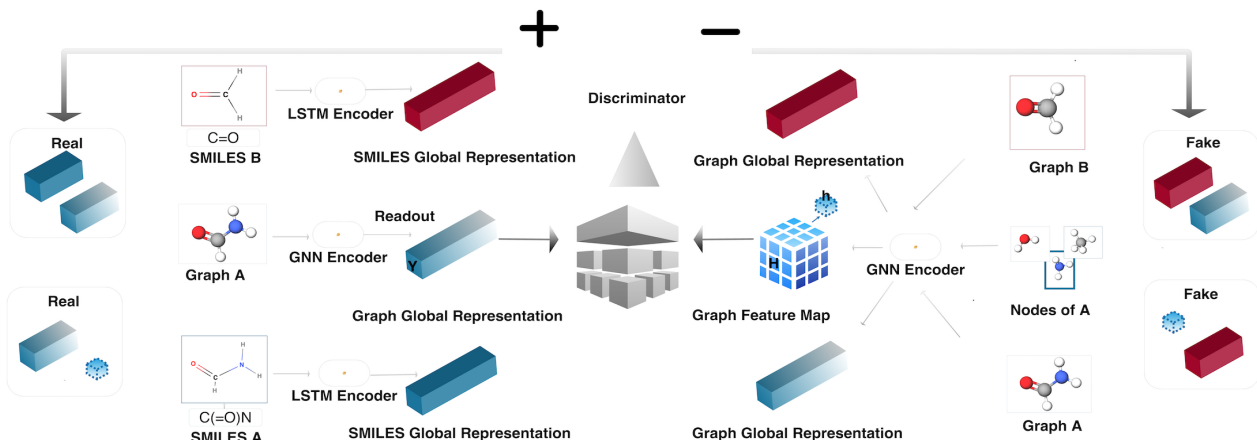 + −
Real
O C H H
C=O
SMILES B
LSTM Encoder
SMILES Global Representation
Discriminator
Graph Global Representation
Graph B
Fake
Graph A
GNN Encoder
Readout
Y
Graph Global Representation
h
H
Graph Feature Map
GNN Encoder
Nodes of A
Real
O C H N H H
C(=O)N
SMILES A
LSTM Encoder
SMILES Global Representation
Graph Global Representation
Graph A
Fake